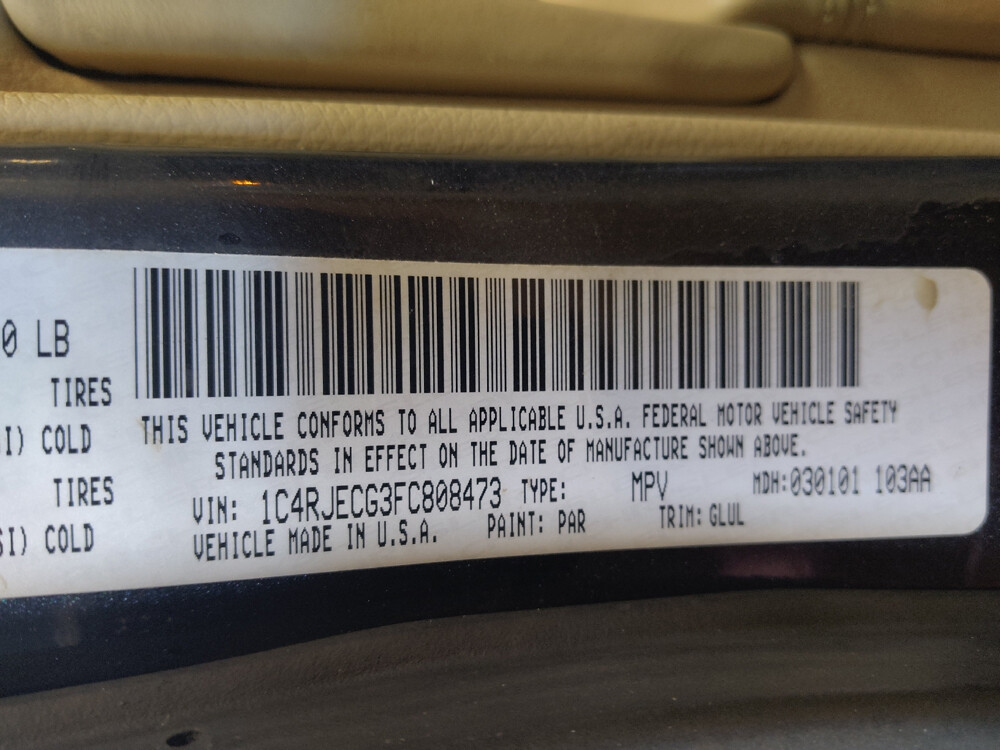 0 LB
TIRES
SI) COLD
TIRES
SI) COLD
THIS VEHICLE CONFORMS TO ALL APPLICABLE U.S.A. FEDERAL MOTOR VEHICLE SAFETY
STANDARDS IN EFFECT ON THE DATE OF MANUFACTURE SHOWN ABOVE.
VIN: 1C4RJECG3FC808473 TYPE: MPV MDH:030101 103AA
VEHICLE MADE IN U.S.A. PAINT: PAR TRIM: GLUL